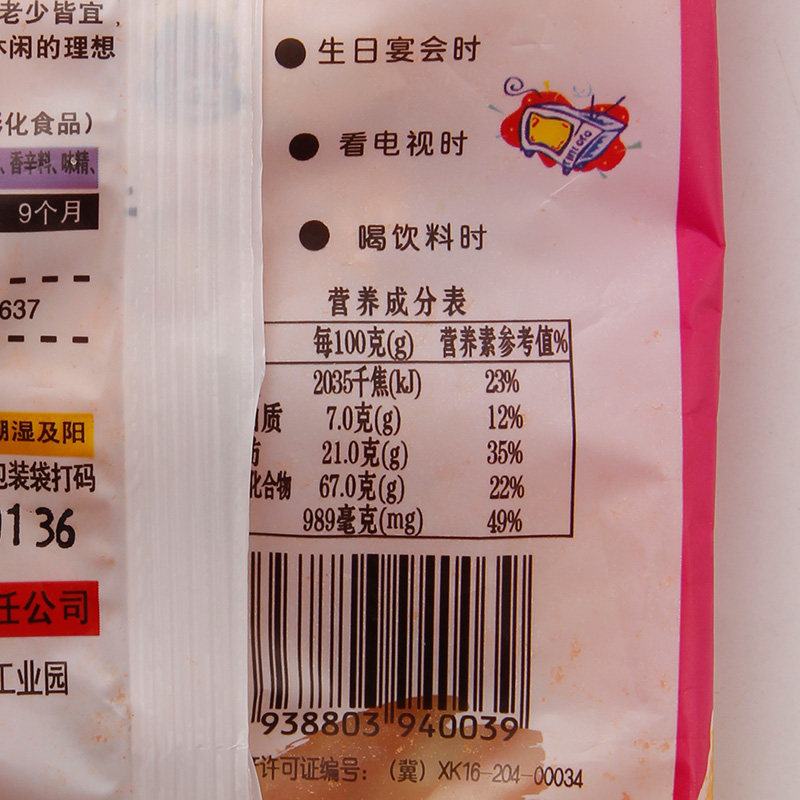 老少皆宜，
休闲的理想
化食品）
、香辛料、味精、
9个月
637
潮湿及阳
包装袋打码
0136
任公司
工业园
● 生日宴会时
● 看电视时
● 喝饮料时
营养成分表
每100克(g) 营养素参考值%
2035千焦(kJ) 23%
质 7.0克(g) 12%
21.0克(g) 35%
化合物 67.0克(g) 22%
989毫克(mg) 49%
938803 940039
许可证编号：（冀）XK16-204-00034